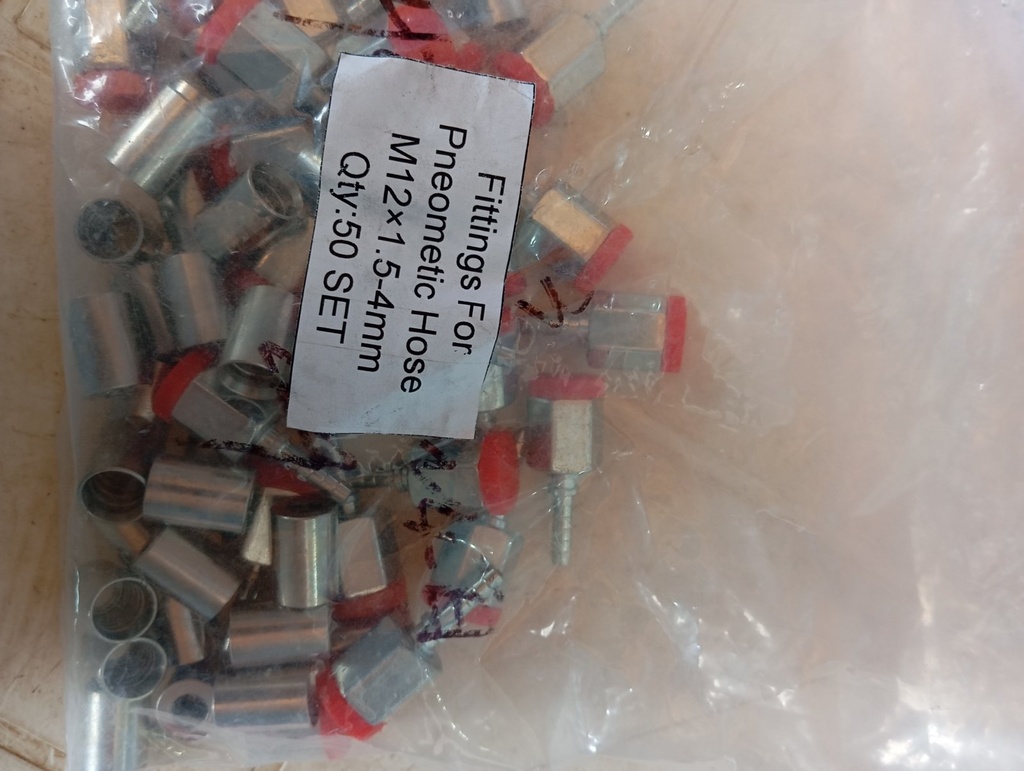 Fittings For
Pneometic Hose
M12×1.5-4mm
Qty:50 SET